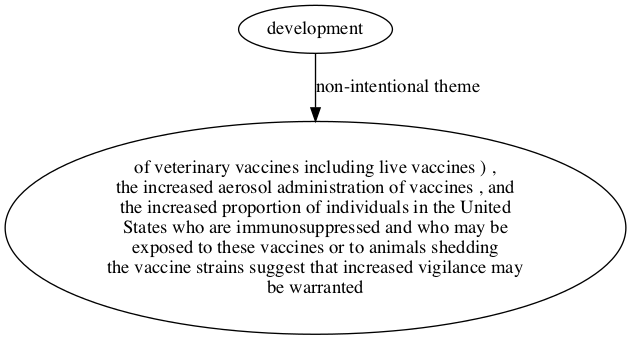 development
non-intentional theme
of veterinary vaccines including live vaccines ) ,
the increased aerosol administration of vaccines , and
the increased proportion of individuals in the United
States who are immunosuppressed and who may be
exposed to these vaccines or to animals shedding
the vaccine strains suggest that increased vigilance may
be warranted